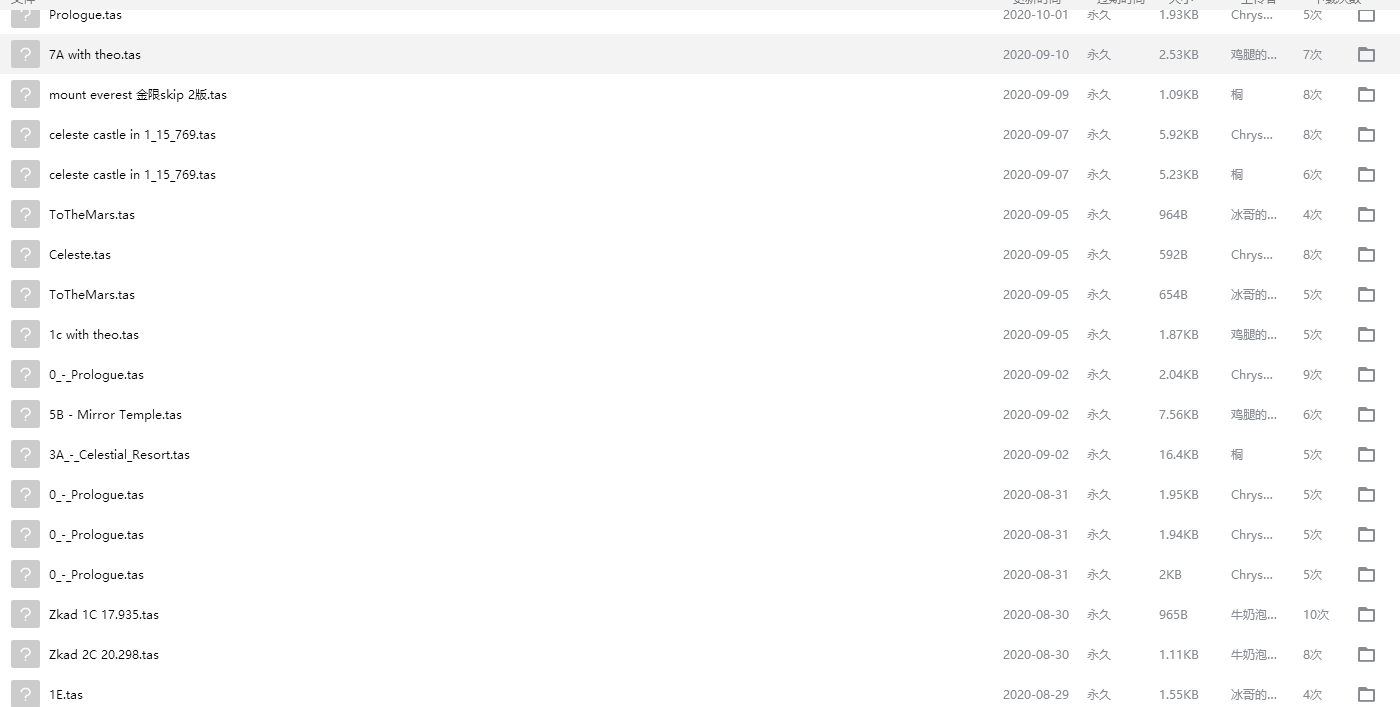 Prologue.tas 2020-10-01 永久 1.93KB Chrys... 5次
7A with theo.tas 2020-09-10 永久 2.53KB 鸡腿的... 7次
mount everest 金限skip 2版.tas 2020-09-09 永久 1.09KB 桐 8次
celeste castle in 1_15_769.tas 2020-09-07 永久 5.92KB Chrys... 8次
celeste castle in 1_15_769.tas 2020-09-07 永久 5.23KB 桐 6次
ToTheMars.tas 2020-09-05 永久 964B 冰哥的... 4次
Celeste.tas 2020-09-05 永久 592B Chrys... 8次
ToTheMars.tas 2020-09-05 永久 654B 冰哥的... 5次
1c with theo.tas 2020-09-05 永久 1.87KB 鸡腿的... 5次
0_-_Prologue.tas 2020-09-02 永久 2.04KB Chrys... 9次
5B - Mirror Temple.tas 2020-09-02 永久 7.56KB 鸡腿的... 6次
3A_-_Celestial_Resort.tas 2020-09-02 永久 16.4KB 桐 5次
0_-_Prologue.tas 2020-08-31 永久 1.95KB Chrys... 5次
0_-_Prologue.tas 2020-08-31 永久 1.94KB Chrys... 5次
0_-_Prologue.tas 2020-08-31 永久 2KB Chrys... 5次
Zkad 1C 17.935.tas 2020-08-30 永久 965B 牛奶泡... 10次
Zkad 2C 20.298.tas 2020-08-30 永久 1.11KB 牛奶泡... 8次
1E.tas 2020-08-29 永久 1.55KB 冰哥的... 4次